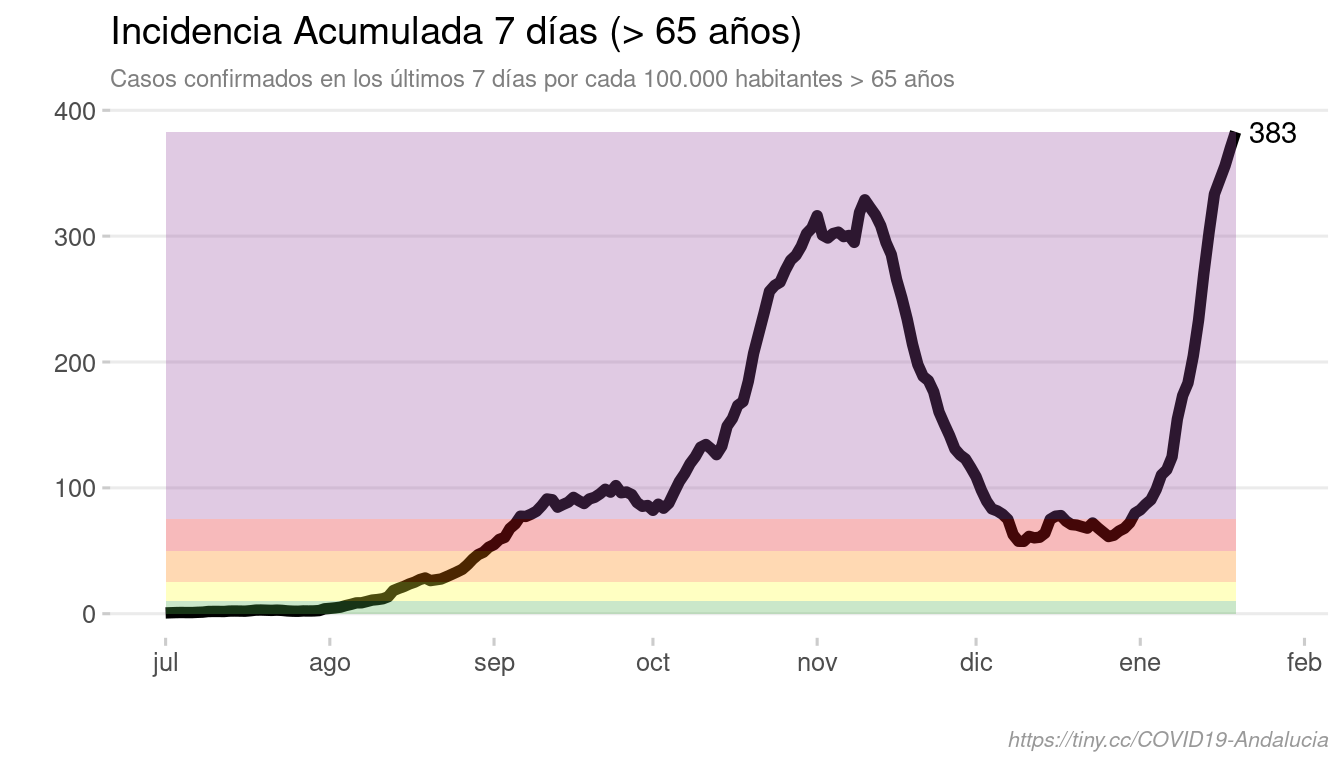 Incidencia Acumulada 7 días (> 65 años)
Casos confirmados en los últimos 7 días por cada 100.000 habitantes > 65 años
400
383
300
200
100
0
jul ago sep oct nov dic ene feb
https://tiny.cc/COVID19-Andalucia